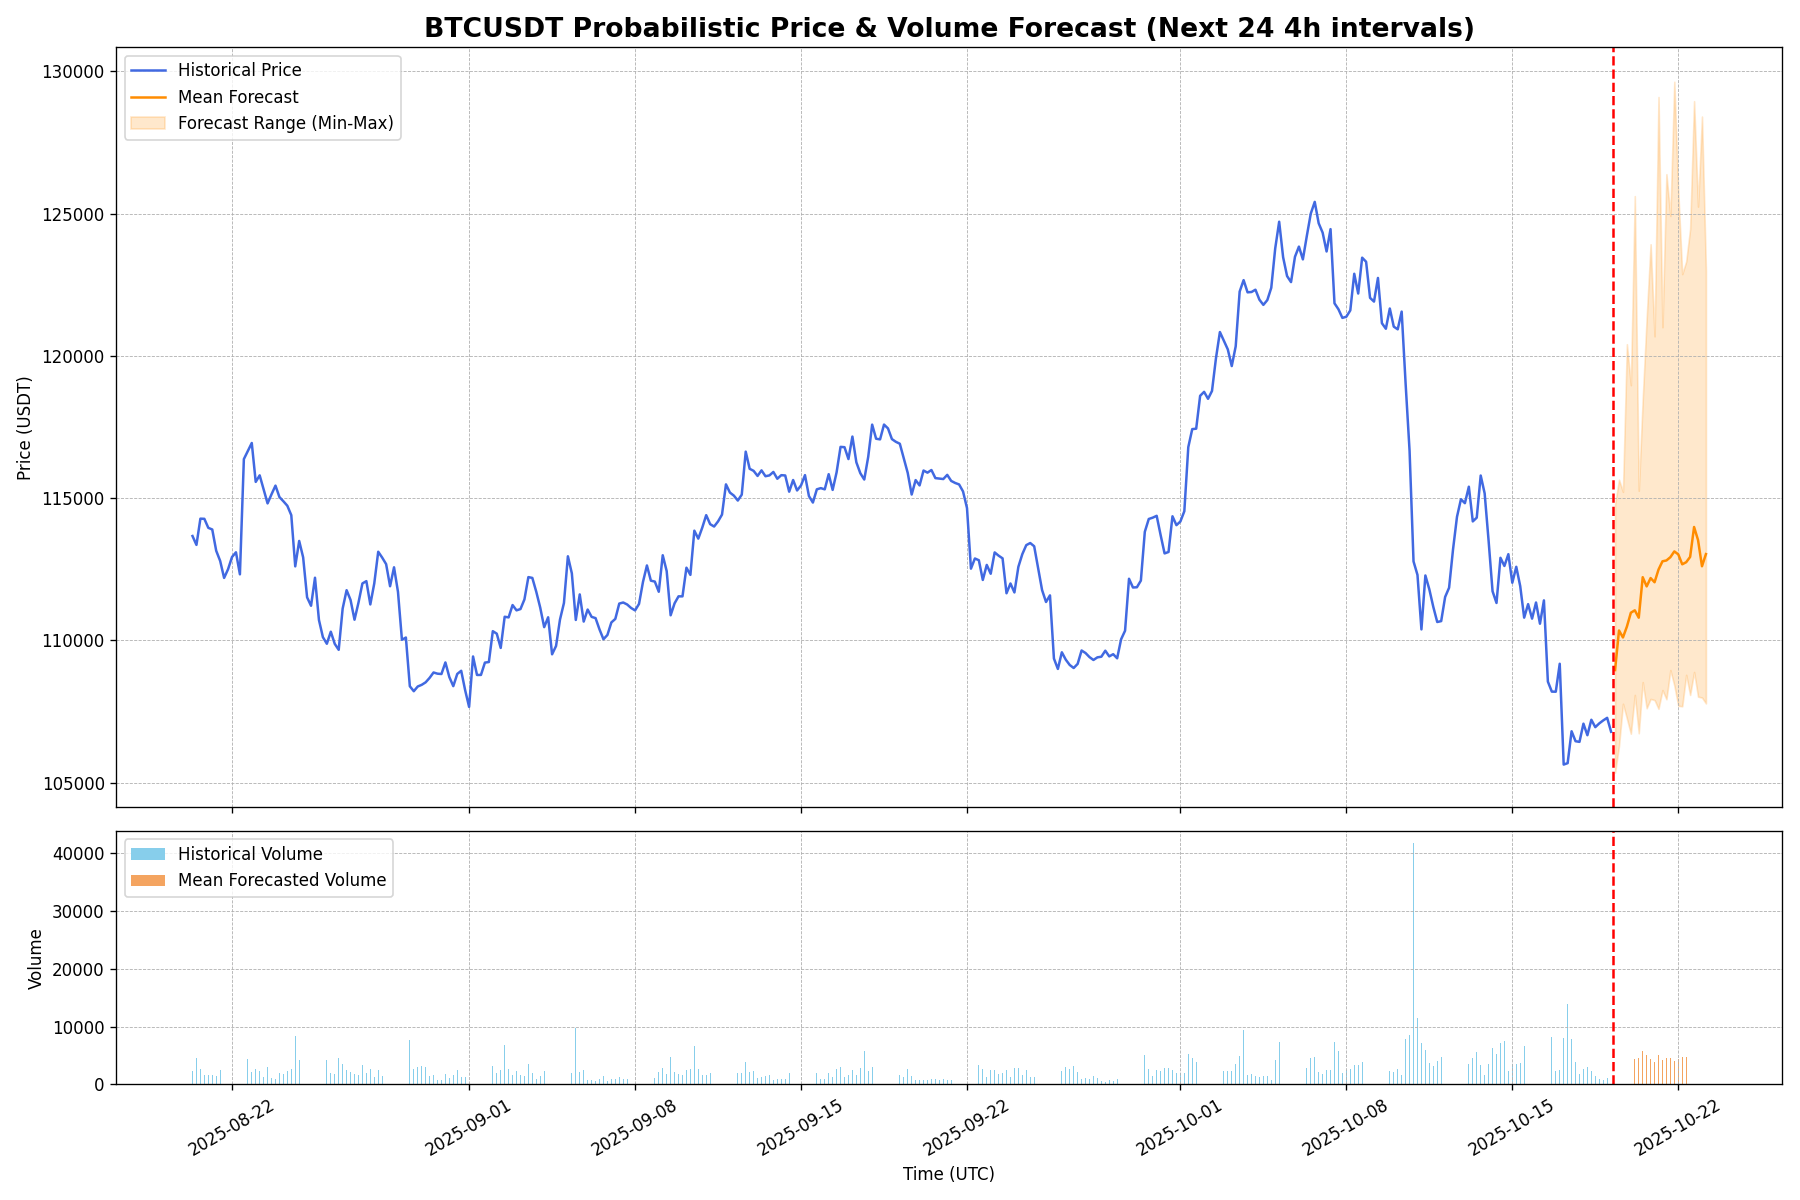 BTCUSDT Probabilistic Price & Volume Forecast (Next 24 4h intervals)
Historical Price
Mean Forecast
Forecast Range (Min-Max)
130000
125000
120000
115000
110000
105000
Price (USDT)
Historical Volume
Mean Forecasted Volume
40000
30000
20000
10000
0
Volume
2025-08-22
2025-09-01
2025-09-08
2025-09-15
2025-09-22
2025-10-01
2025-10-08
2025-10-15
2025-10-22
Time (UTC)